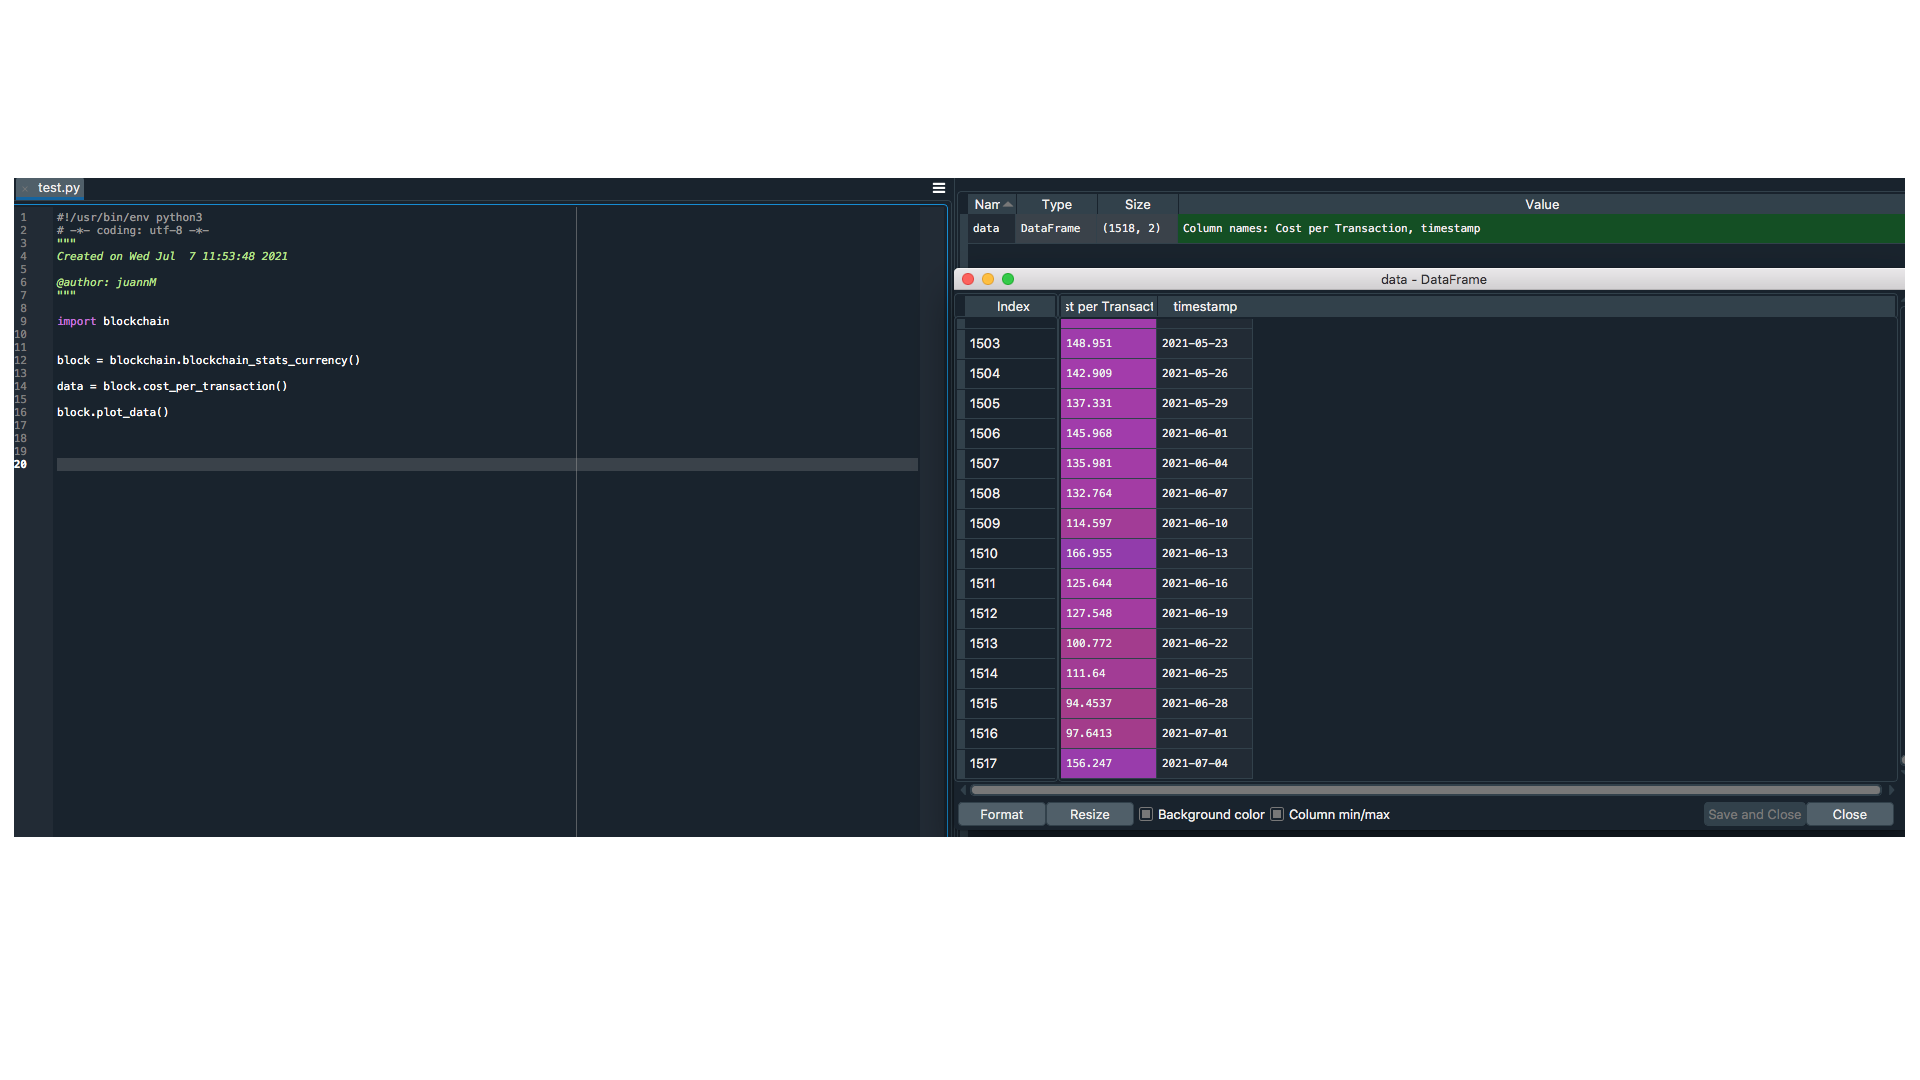 test.py
1 #!/usr/bin/env python3
2 # -*- coding: utf-8 -*-
3 """
4 Created on Wed Jul  7 11:53:48 2021
5
6 @author: juannM
7 """
8
9 import blockchain
10
11
12 block = blockchain.blockchain_stats_currency()
13
14 data = block.cost_per_transaction()
15
16 block.plot_data()
17
18
19
20
Nam Type Size Value
data DataFrame (1518, 2) Column names: Cost per Transaction, timestamp
data - DataFrame
Index st per Transact timestamp
1503 148.951 2021-05-23
1504 142.909 2021-05-26
1505 137.331 2021-05-29
1506 145.968 2021-06-01
1507 135.981 2021-06-04
1508 132.764 2021-06-07
1509 114.597 2021-06-10
1510 166.955 2021-06-13
1511 125.644 2021-06-16
1512 127.548 2021-06-19
1513 100.772 2021-06-22
1514 111.64 2021-06-25
1515 94.4537 2021-06-28
1516 97.6413 2021-07-01
1517 156.247 2021-07-04
Format Resize Background color Column min/max Save and Close Close